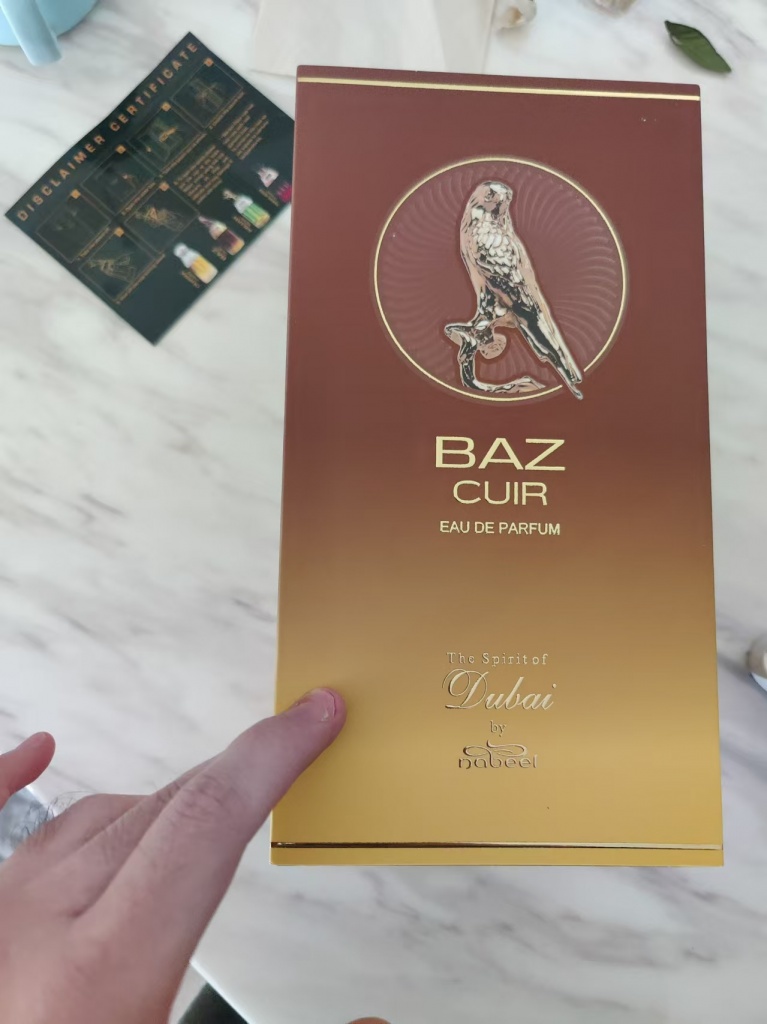 DISCLAIMER CERTIFICATE
BAZ
CUIR
EAU DE PARFUM
The Spirit of
Dubai
by
nabeel